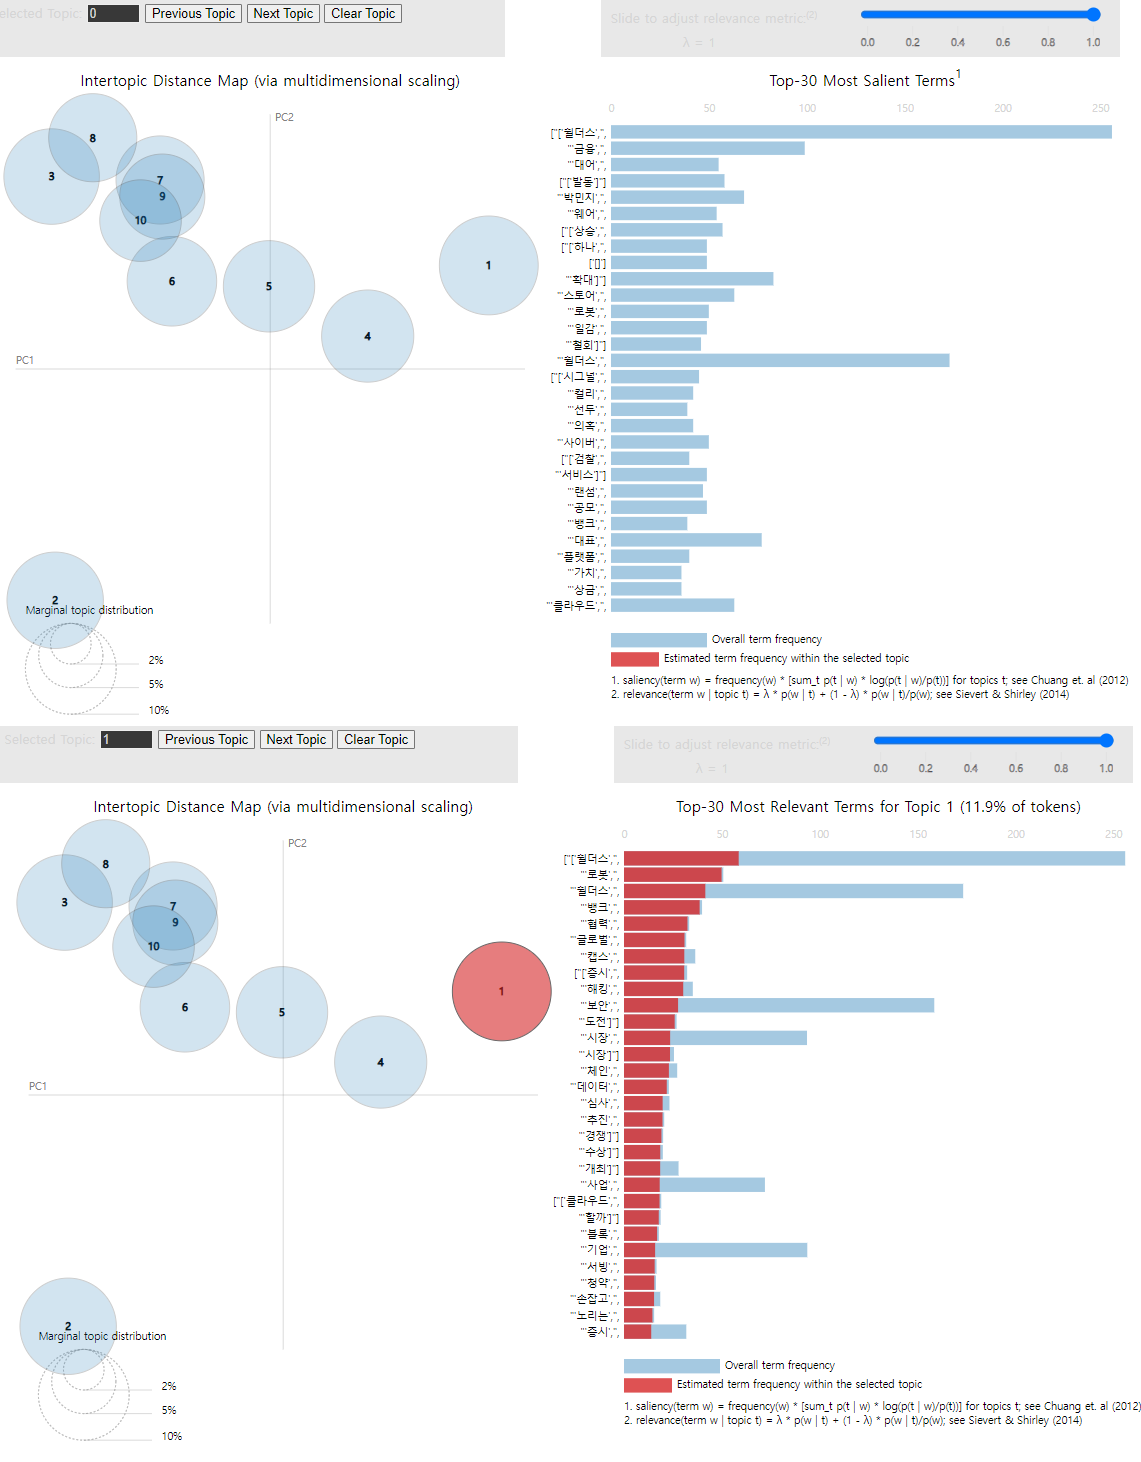 Selected Topic: 0 Previous Topic Next Topic Clear Topic
Slide to adjust relevance metric:(2)
λ = 1
0.0 0.2 0.4 0.6 0.8 1.0
Intertopic Distance Map (via multidimensional scaling)
PC2
PC1
8
3
7
9
10
6
5
1
4
2
Marginal topic distribution
2%
5%
10%
Top-30 Most Salient Terms1
0 50 100 150 200 250
["['윌더스',",
"'금융',",
"'대어',",
["['발동']"]
"'박민지',",
"'웨어',",
["['상승',",
["['하나',",
['[]']
"'확대']"]
"'스토어',",
"'로봇',",
"'일감',",
"'철회']"]
"'윌더스',",
["['시그널',",
"'컬리',",
"'선두',",
"'의혹',",
"'사이버',",
["['검찰',",
"'서비스']"]
"'랜섬',",
"'공모',",
"'뱅크',",
"'대표',",
"'플랫폼',",
"'가치',",
"'상금',",
"'클라우드',",
Overall term frequency
Estimated term frequency within the selected topic
1. saliency(term w) = frequency(w) * [sum_t p(t | w) * log(p(t | w)/p(t))] for topics t; see Chuang et. al (2012)
2. relevance(term w | topic t) = λ * p(w | t) + (1 - λ) * p(w | t)/p(w); see Sievert & Shirley (2014)
Selected Topic: 1 Previous Topic Next Topic Clear Topic
Slide to adjust relevance metric:(2)
λ = 1
0.0 0.2 0.4 0.6 0.8 1.0
Intertopic Distance Map (via multidimensional scaling)
PC2
PC1
8
3
7
9
10
6
5
1
4
2
Marginal topic distribution
2%
5%
10%
Top-30 Most Relevant Terms for Topic 1 (11.9% of tokens)
0 50 100 150 200 250
["['윌더스',",
"'로봇',",
"'윌더스',",
"'뱅크',",
"'협력',",
"'글로벌',",
"'캡스',",
["['증시',",
"'해킹',",
"'보안',",
"'도전']"]
"'시장',",
"'시장']"]
"'체인',",
"'데이터',",
"'심사',",
"'추진',",
"'경쟁']"]
"'수상']"]
"'개최']"]
"'사업',",
["['클라우드',",
"'할까']"]
"'블록',",
"'기업',",
"'서빙',",
"'청약',",
"'손잡고',",
"'노리는',",
"'증시',",
Overall term frequency
Estimated term frequency within the selected topic
1. saliency(term w) = frequency(w) * [sum_t p(t | w) * log(p(t | w)/p(t))] for topics t; see Chuang et. al (2012)
2. relevance(term w | topic t) = λ * p(w | t) + (1 - λ) * p(w | t)/p(w); see Sievert & Shirley (2014)